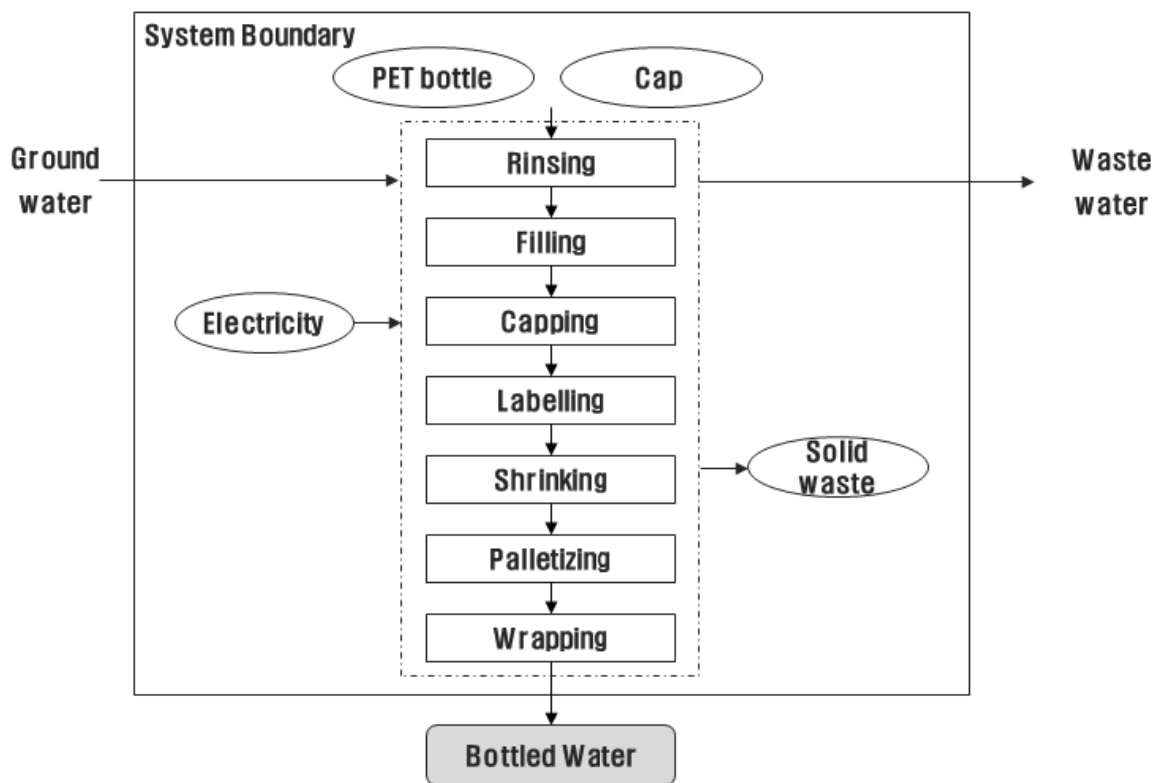 System Boundary
PET bottle
Cap
Ground
water
Rinsing
Waste
water
Filling
Electricity
Capping
Labelling
Solid
waste
Shrinking
Palletizing
Wrapping
Bottled Water